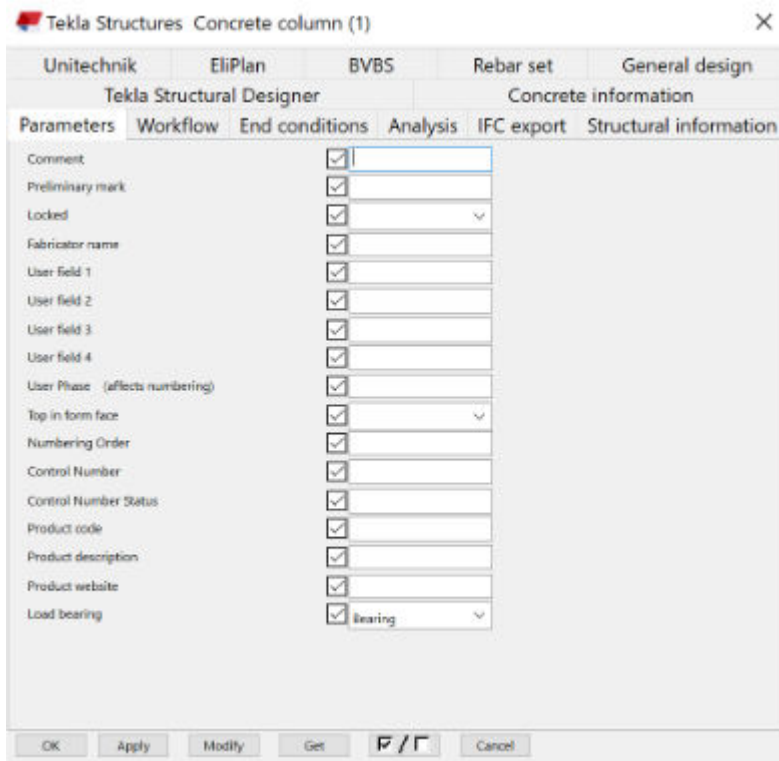 Tekla Structures Concrete column (1)
Unitechnik EliPlan BVBS Rebar set General design
Tekla Structural Designer Concrete information
Parameters Workflow End conditions Analysis IFC export Structural information
Comment
Preliminary mark
Locked
Fabricator name
User field 1
User field 2
User field 3
User field 4
User Phase (affects numbering)
Top in form face
Numbering Order
Control Number
Control Number Status
Product code
Product description
Product website
Load bearing Bearing
OK Apply Modify Get / Cancel